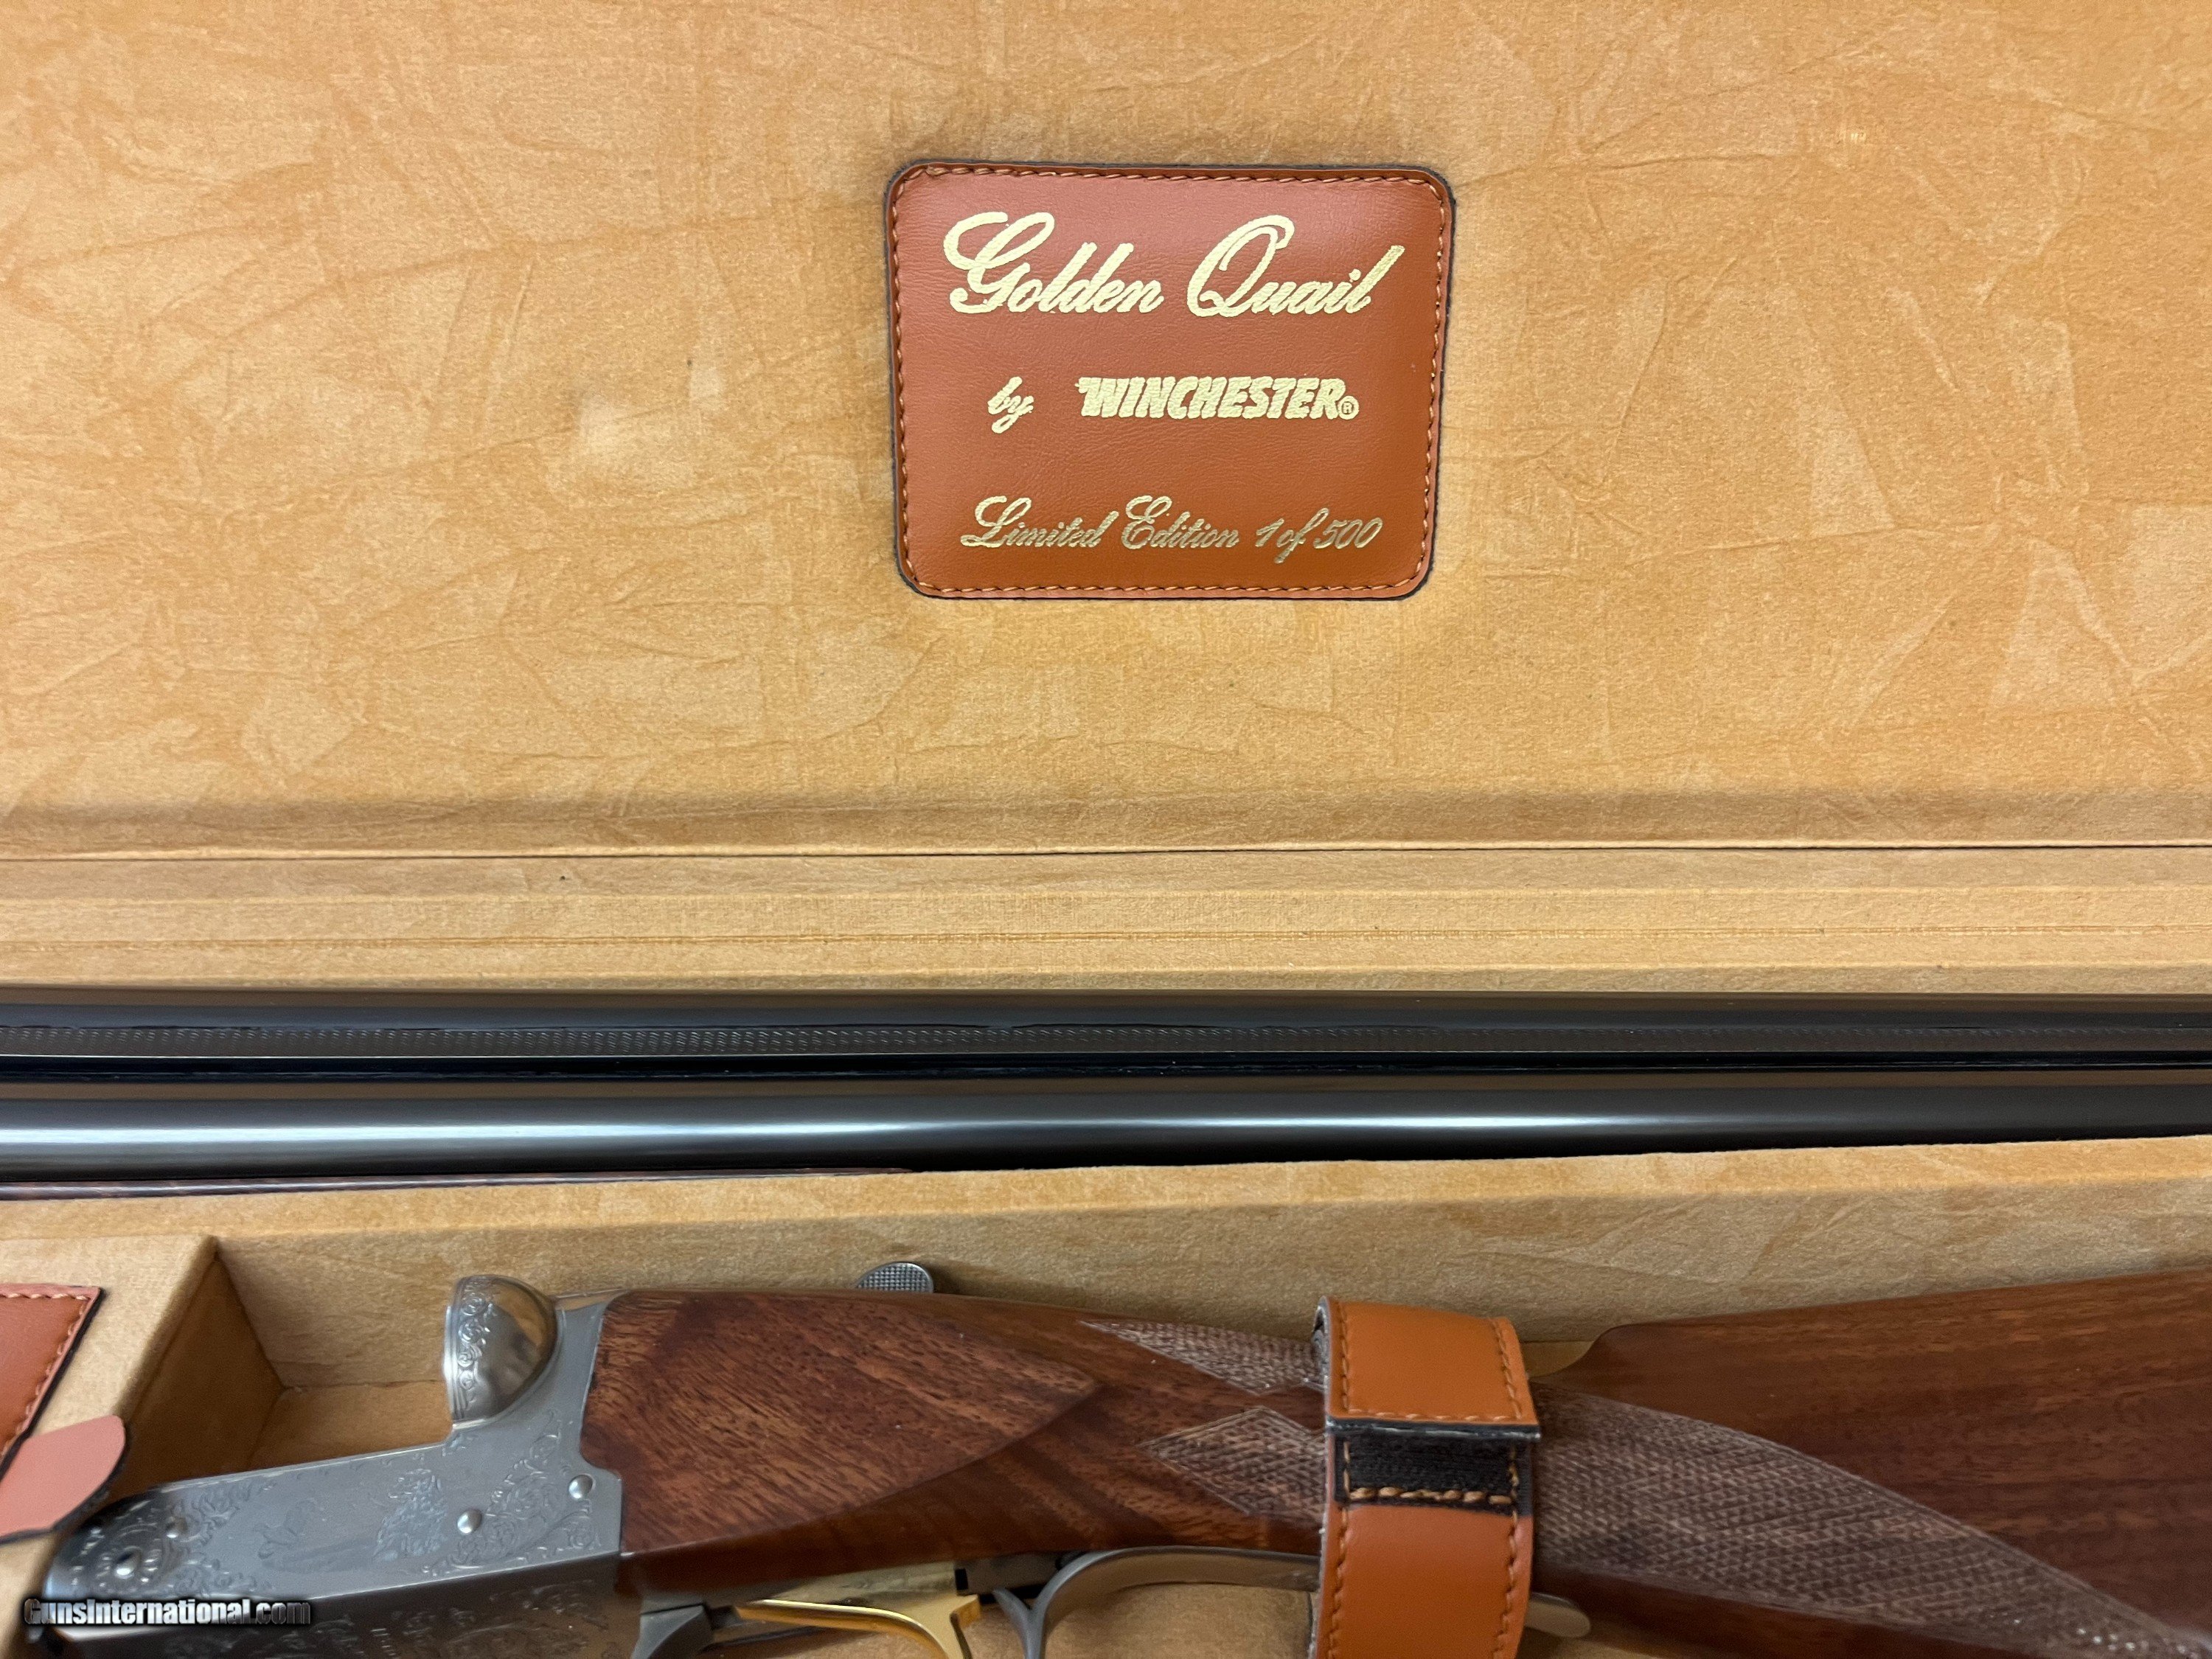 Golden Quail
by WINCHESTER®
Limited Edition 1 of 500
GunsInternational.com